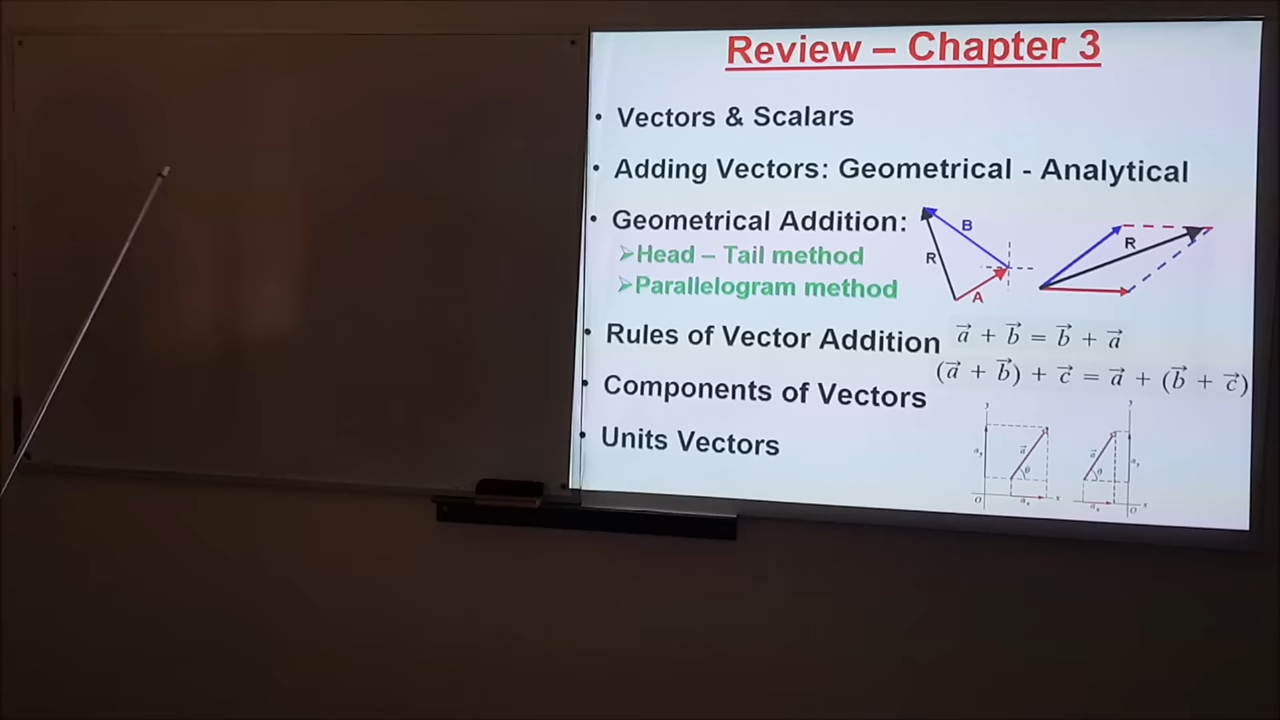 Review – Chapter 3
• Vectors & Scalars
• Adding Vectors: Geometrical - Analytical
• Geometrical Addition:
➢Head – Tail method
➢Parallelogram method
B
R
A
R
• Rules of Vector Addition
a⃗ + b⃗ = b⃗ + a⃗
(a⃗ + b⃗) + c⃗ = a⃗ + (b⃗ + c⃗)
• Components of Vectors
• Units Vectors
y
a⃗
θ
x
O
y
a⃗
θ
x
O